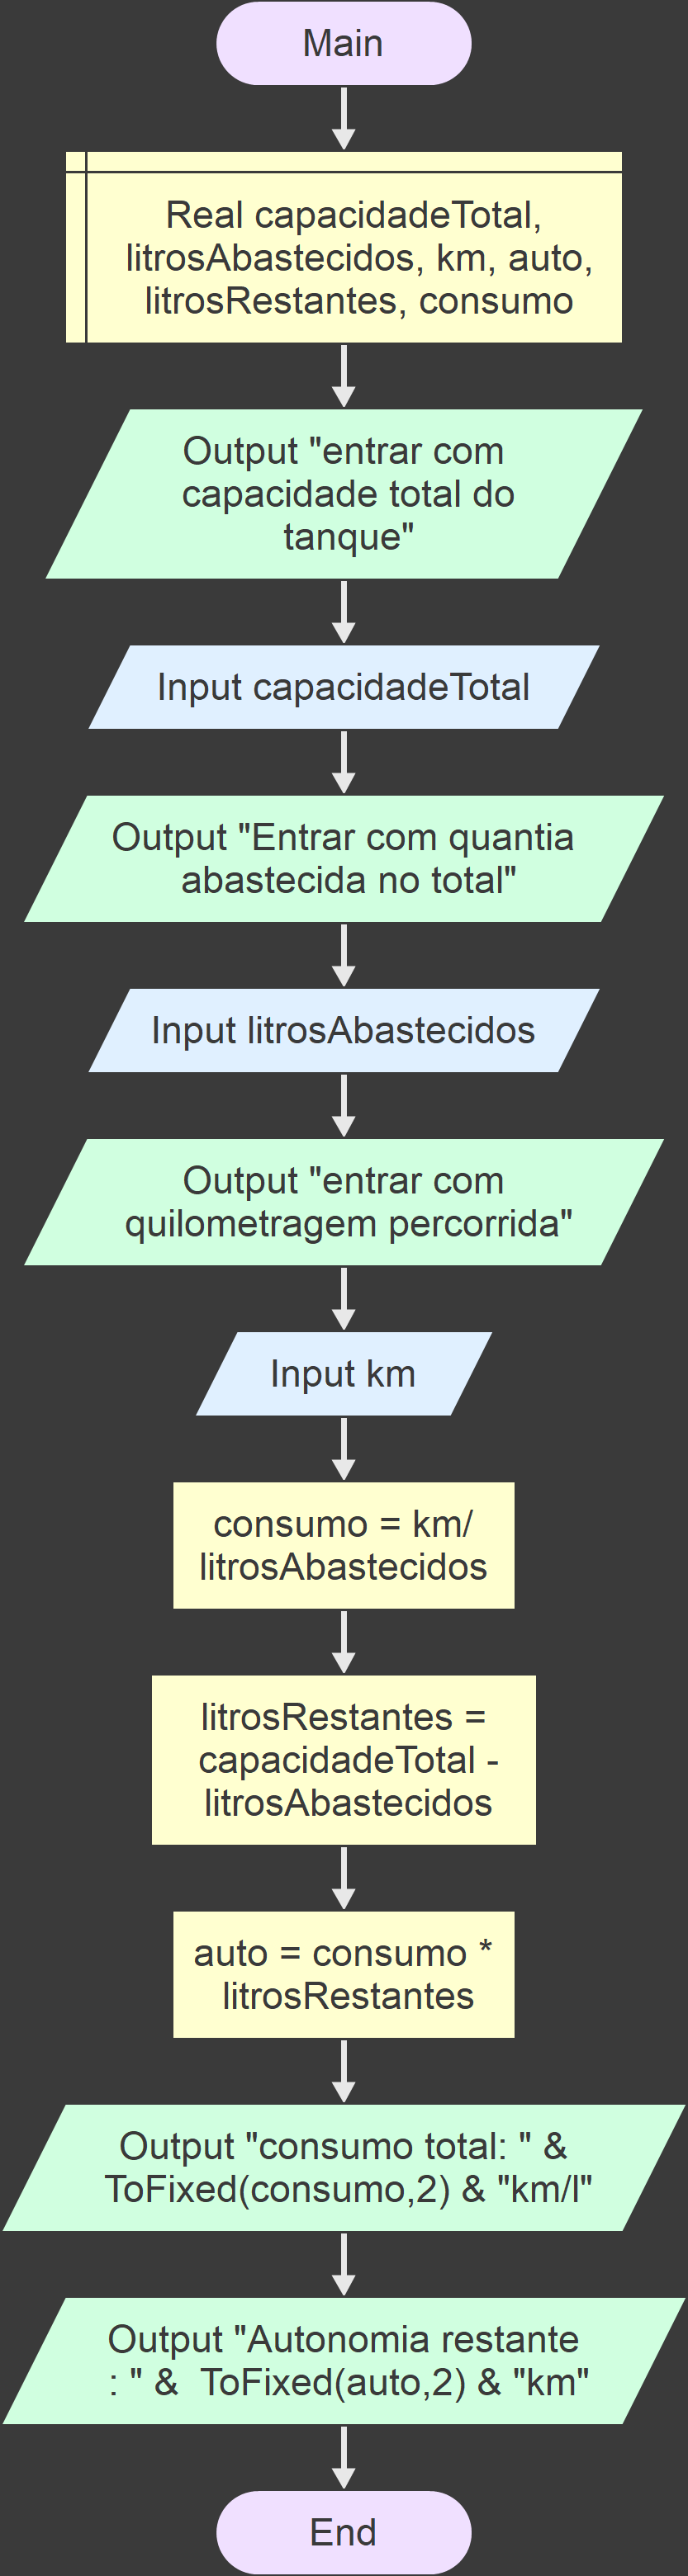 Main
Real capacidadeTotal,
litrosAbastecidos, km, auto,
litrosRestantes, consumo
Output "entrar com
capacidade total do
tanque"
Input capacidadeTotal
Output "Entrar com quantia
abastecida no total"
Input litrosAbastecidos
Output "entrar com
quilometragem percorrida"
Input km
consumo = km/
litrosAbastecidos
litrosRestantes =
capacidadeTotal -
litrosAbastecidos
auto = consumo *
litrosRestantes
Output "consumo total: " &
ToFixed(consumo,2) & "km/l"
Output "Autonomia restante
: " &  ToFixed(auto,2) & "km"
End